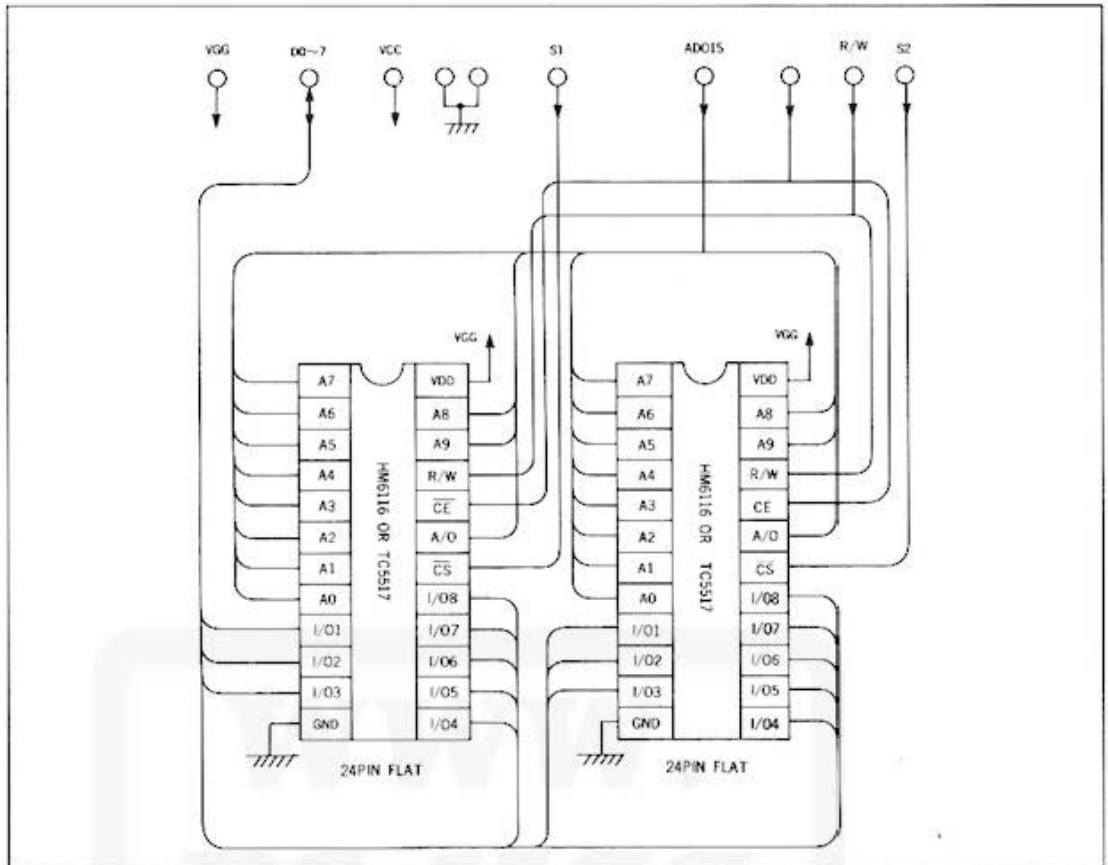 VGG D0~7 VCC S1 ADO15 R/W S2
VGG VGG
A7 VDD A7 VDD
A6 A8 A6 A8
A5 A9 A5 A9
A4 R/W A4 R/W
A3 CE A3 CE
A2 A/O A2 A/O
A1 CS A1 CS
A0 I/O8 A0 I/O8
I/O1 I/O7 I/O1 I/O7
I/O2 I/O6 I/O2 I/O6
I/O3 I/O5 I/O3 I/O5
GND I/O4 GND I/O4
HM6116 OR TC5517
HM6116 OR TC5517
24PIN FLAT 24PIN FLAT
WWW